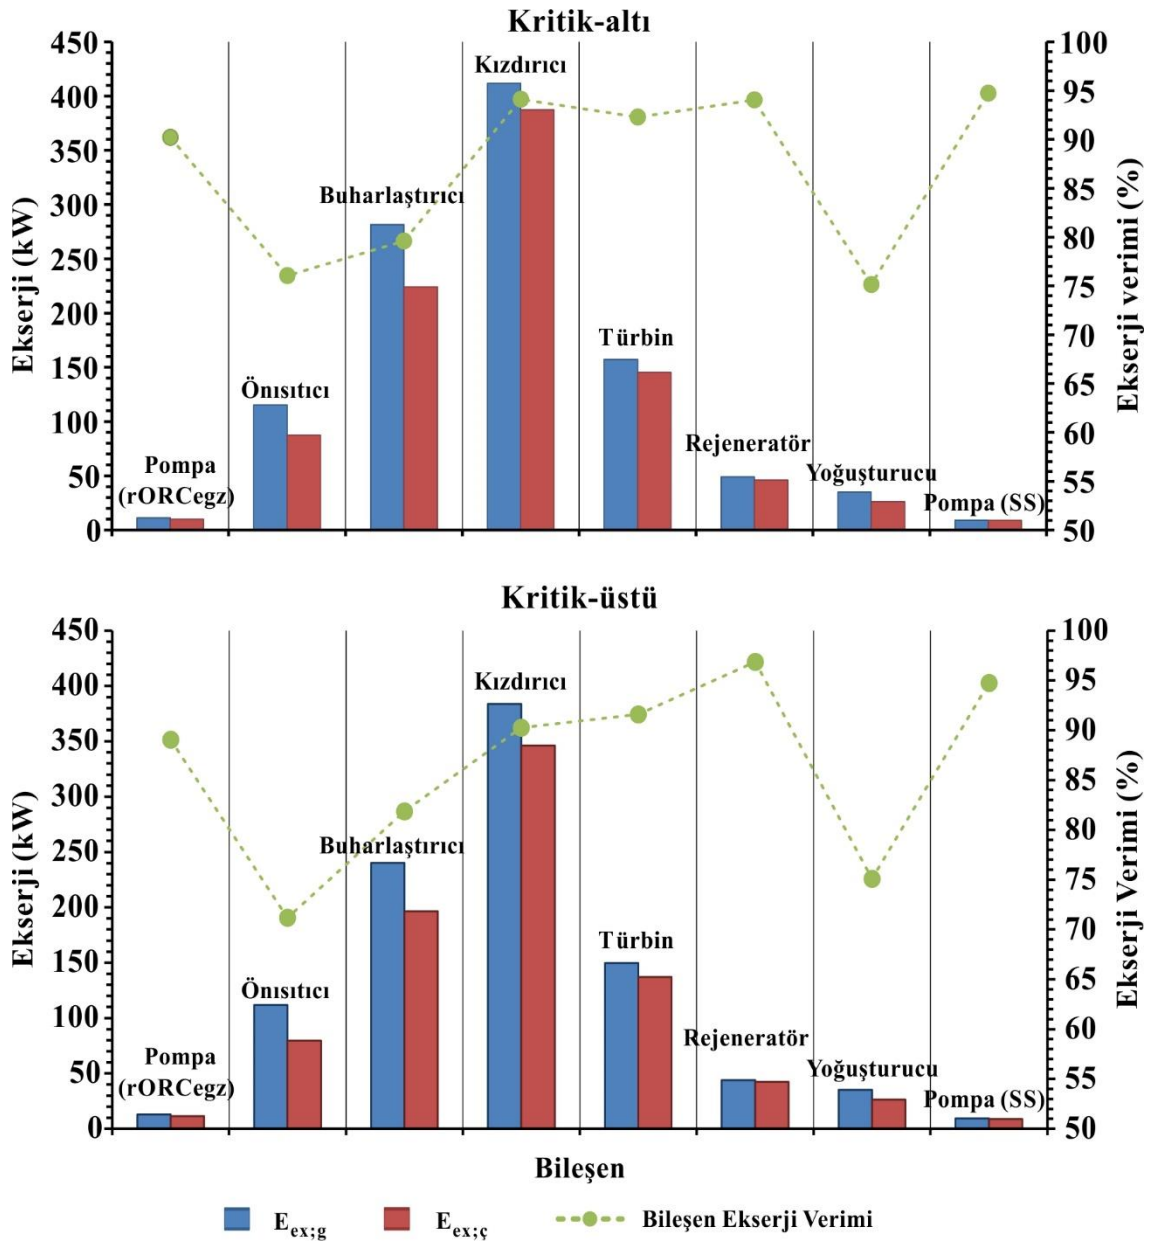 Kritik-altı
450
400
350
300
250
200
150
100
50
0
Ekserji (kW)
100
95
90
85
80
75
70
65
60
55
50
Ekserji verimi (%)
Pompa
(rORCegz)
Önısıtıcı
Buharlaştırıcı
Kızdırıcı
Türbin
Rejeneratör
Yoğuşturucu
Pompa (SS)
Kritik-üstü
450
400
350
300
250
200
150
100
50
0
Ekserji (kW)
100
95
90
85
80
75
70
65
60
55
50
Ekserji Verimi (%)
Pompa
(rORCegz)
Önısıtıcı
Buharlaştırıcı
Kızdırıcı
Türbin
Rejeneratör
Yoğuşturucu
Pompa (SS)
Bileşen
E ex;g E ex;ç Bileşen Ekserji Verimi